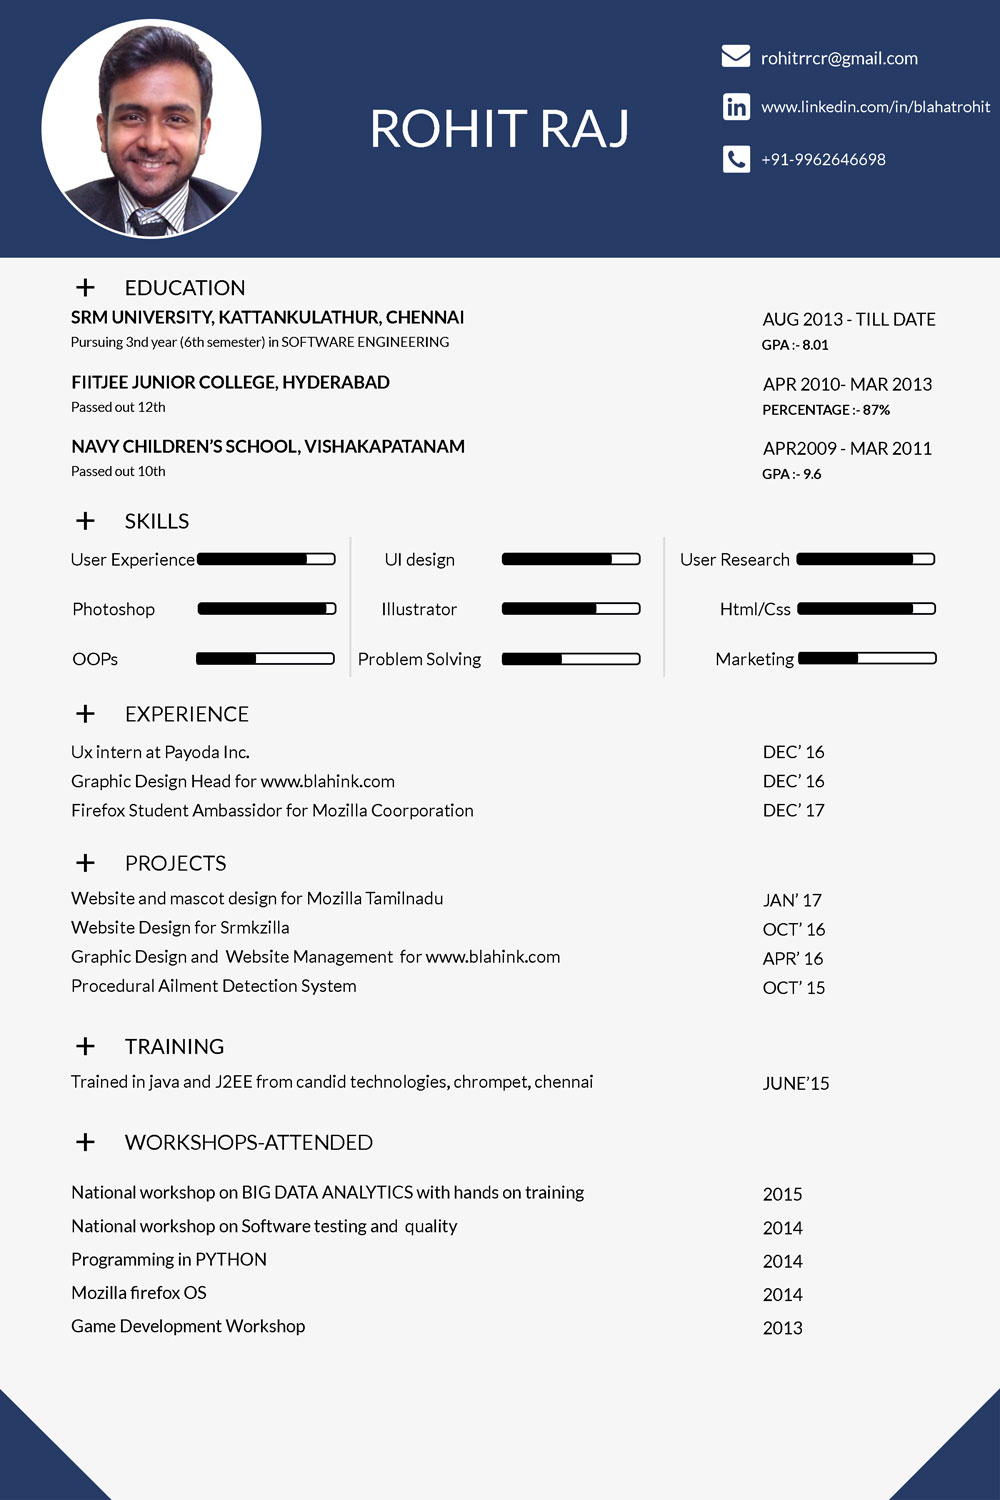 ROHIT RAJ
rohitrrcr@gmail.com
www.linkedin.com/in/blahatrohit
+91-9962646698
+ EDUCATION
SRM UNIVERSITY, KATTANKULATHUR, CHENNAI AUG 2013 - TILL DATE
Pursuing 3nd year (6th semester) in SOFTWARE ENGINEERING GPA :- 8.01
FIITJEE JUNIOR COLLEGE, HYDERABAD APR 2010- MAR 2013
Passed out 12th PERCENTAGE :- 87%
NAVY CHILDREN’S SCHOOL, VISHAKAPATANAM APR2009 - MAR 2011
Passed out 10th GPA :- 9.6
+ SKILLS
User Experience UI design User Research
Photoshop Illustrator Html/Css
OOPs Problem Solving Marketing
+ EXPERIENCE
Ux intern at Payoda Inc. DEC’ 16
Graphic Design Head for www.blahink.com DEC’ 16
Firefox Student Ambassidor for Mozilla Coorporation DEC’ 17
+ PROJECTS
Website and mascot design for Mozilla Tamilnadu JAN’ 17
Website Design for Srmkzilla OCT’ 16
Graphic Design and Website Management for www.blahink.com APR’ 16
Procedural Ailment Detection System OCT’ 15
+ TRAINING
Trained in java and J2EE from candid technologies, chrompet, chennai JUNE’15
+ WORKSHOPS-ATTENDED
National workshop on BIG DATA ANALYTICS with hands on training 2015
National workshop on Software testing and quality 2014
Programming in PYTHON 2014
Mozilla firefox OS 2014
Game Development Workshop 2013